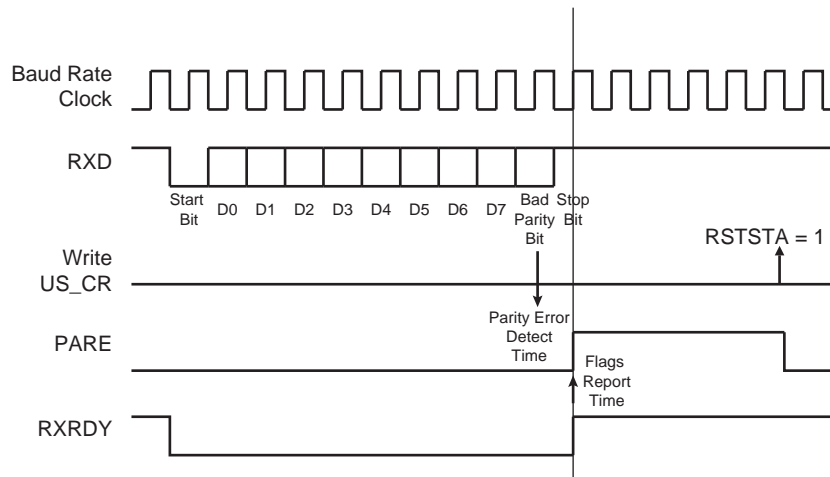 Baud Rate
Clock
RXD
Start
Bit
D0 D1 D2 D3 D4 D5 D6 D7
Bad
Parity
Bit
Stop
Bit
Write
US_CR
RSTSTA = 1
Parity Error
Detect
Time
PARE
Flags
Report
Time
RXRDY